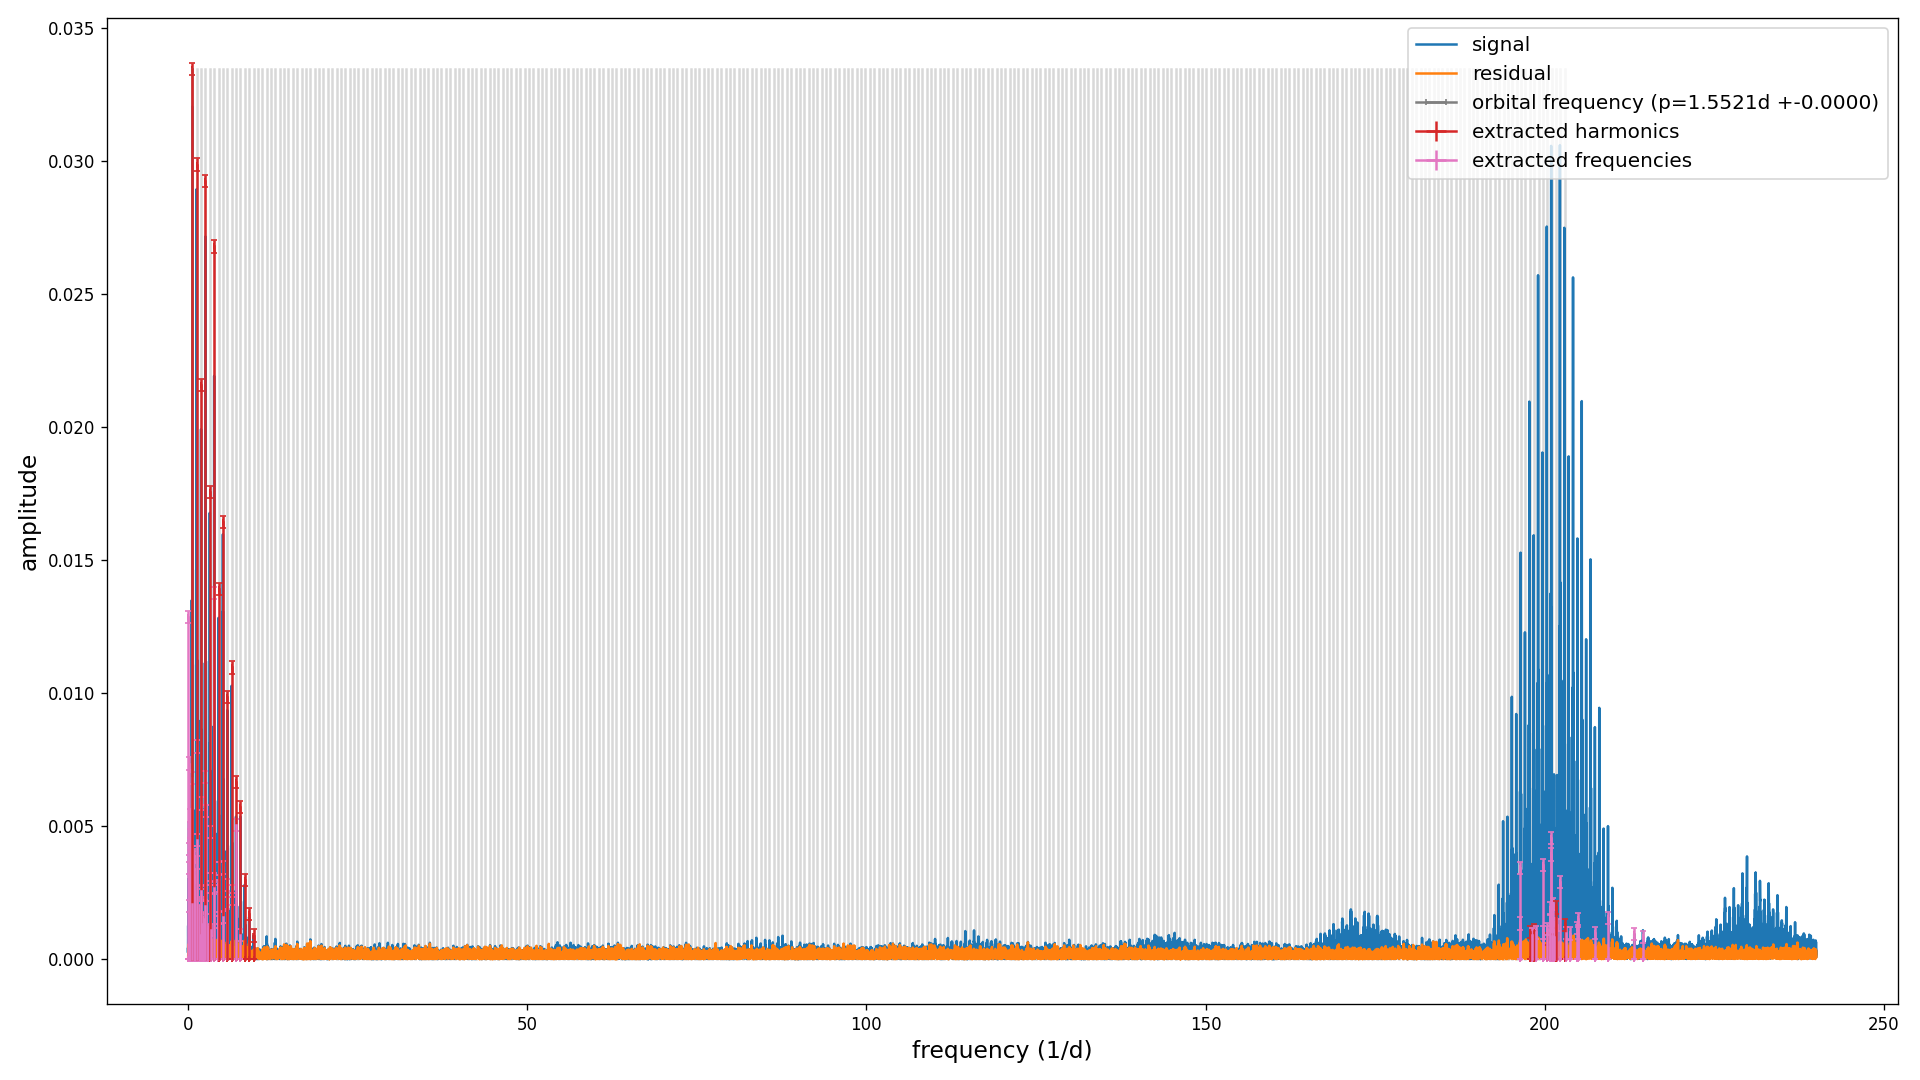 0.035
0.030
0.025
0.020
0.015
0.010
0.005
0.000
amplitude
0
50
100
150
200
250
frequency (1/d)
signal
residual
orbital frequency (p=1.5521d +-0.0000)
extracted harmonics
extracted frequencies